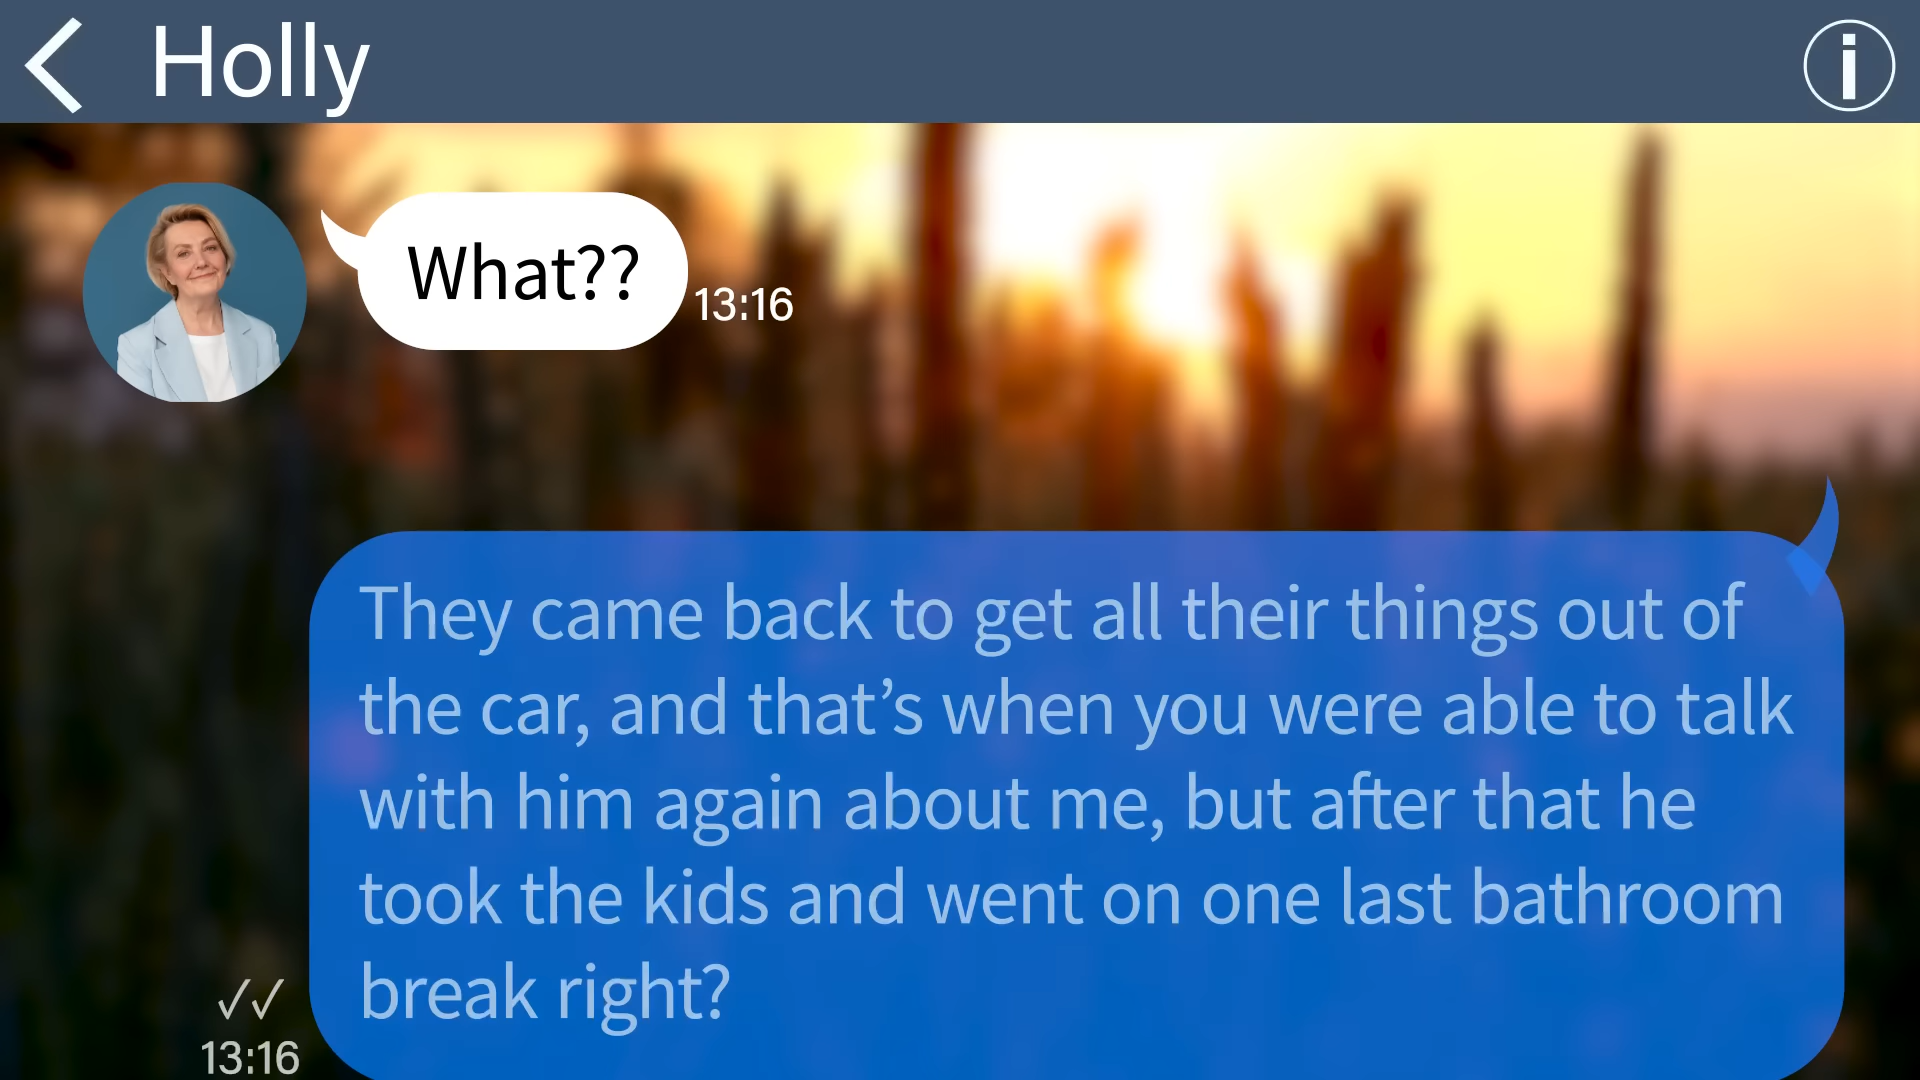 Holly
What??
13:16
They came back to get all their things out of
the car, and that’s when you were able to talk
with him again about me, but after that he
took the kids and went on one last bathroom
break right?
13:16